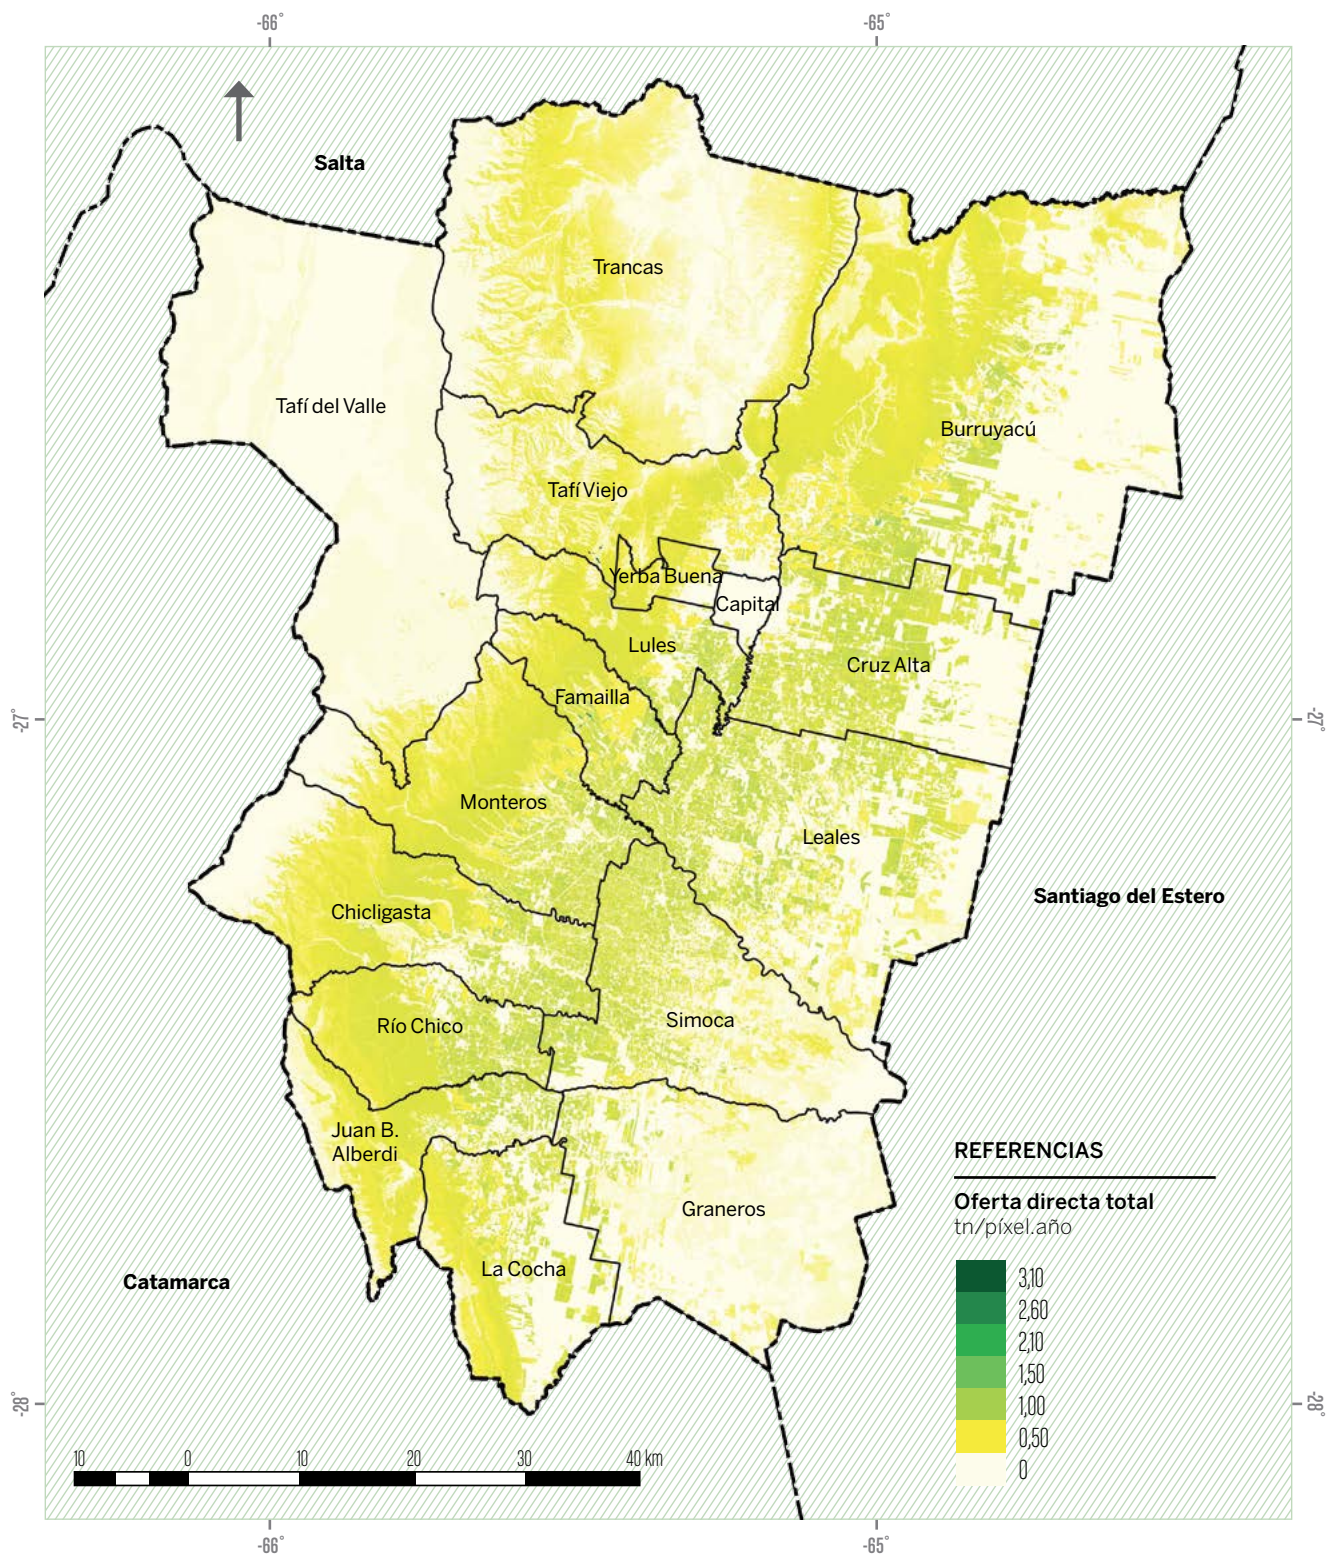 -66°
-65°
Salta
Trancas
Tafí del Valle
Burruyacú
Tafí Viejo
Yerba Buena
Capital
Lules
Cruz Alta
Famailla
-27°
-27°
Monteros
Leales
Santiago del Estero
Chicligasta
Río Chico
Simoca
Juan B.
Alberdi
Graneros
La Cocha
Catamarca
REFERENCIAS
Oferta directa total
tn/píxel.año
3,10
2,60
2,10
1,50
1,00
0,50
0
-28°
-28°
10 0 10 20 30 40 km
-66°
-65°